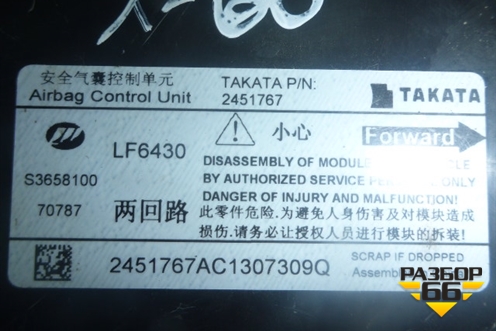 X-60
安全气囊控制单元
Airbag Control Unit
TAKATA P/N:
2451767
TAKATA
LF6430
小心
Forward
S3658100
70787
两回路
DISASSEMBLY OF MODULE
BY AUTHORIZED SERVICE ONLY
DANGER OF INJURY AND MALFUNCTION!
此零件危险.为避免人身伤害及对模块造成
损伤.请务必让授权人员进行模块的拆装!
2451767AC1307309Q
SCRAP IF DROPPED
РАЗБОР
66